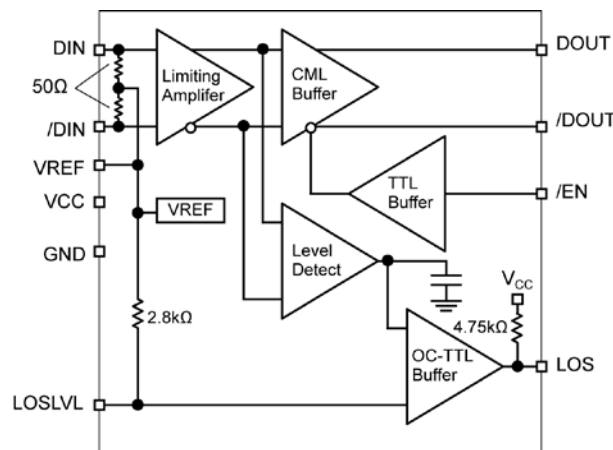 DIN
50Ω
/DIN
VREF
VCC
GND
LOSLVL
Limiting
Amplifer
CML
Buffer
TTL
Buffer
VREF
Level
Detect
2.8kΩ
OC-TTL
Buffer
4.75kΩ
VCC
DOUT
/DOUT
/EN
LOS